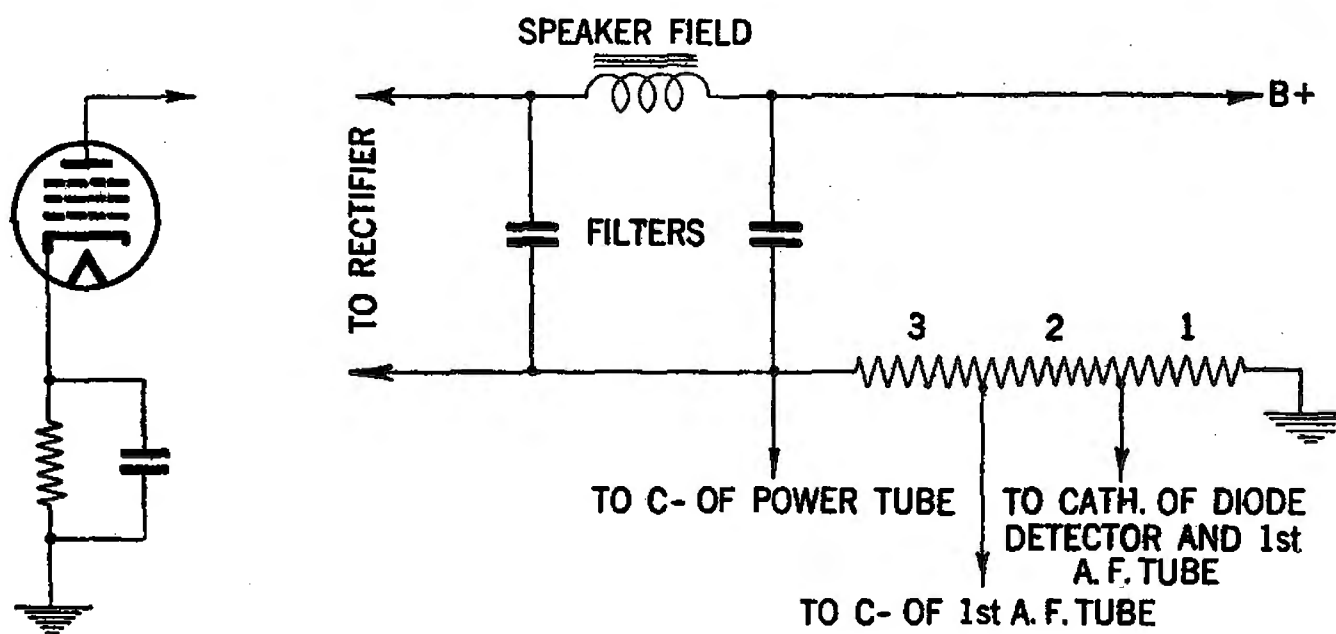 SPEAKER FIELD
B+
TO RECTIFIER
FILTERS
3
2
1
TO C- OF POWER TUBE
TO CATH. OF DIODE
DETECTOR AND 1st
A. F. TUBE
TO C- OF 1st A. F. TUBE